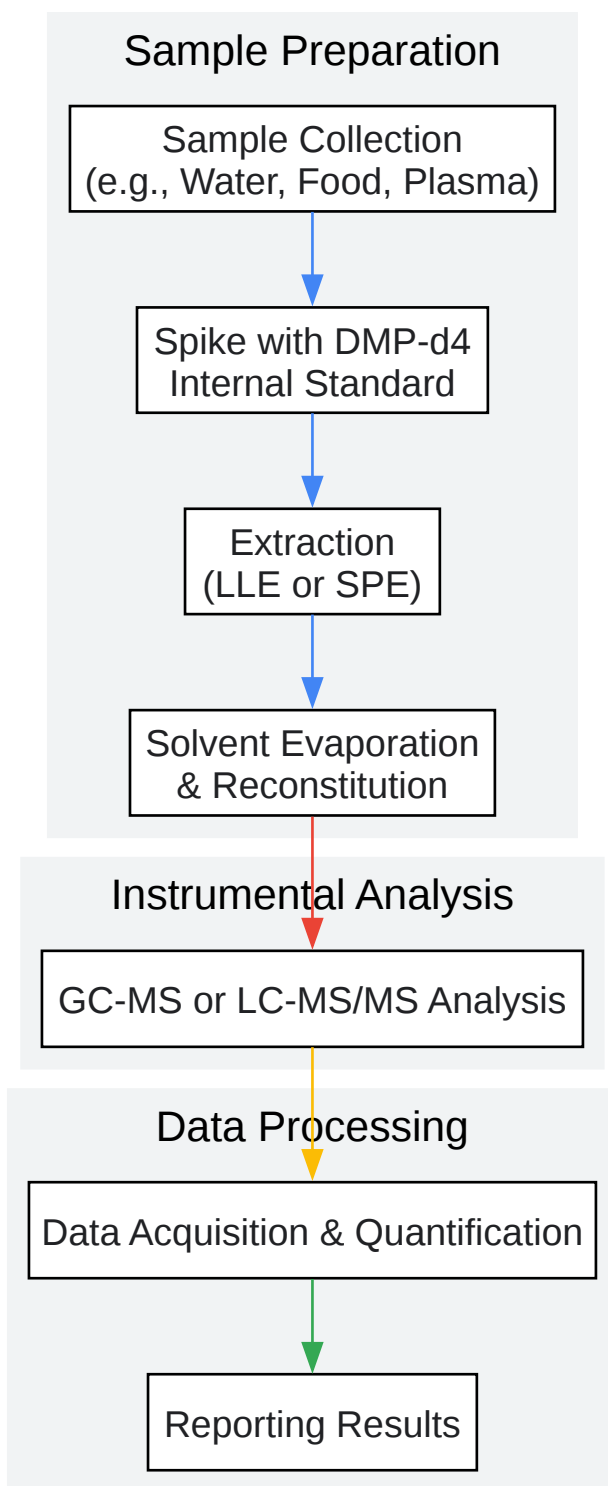 Sample Preparation
Sample Collection
(e.g., Water, Food, Plasma)
Spike with DMP-d4
Internal Standard
Extraction
(LLE or SPE)
Solvent Evaporation
& Reconstitution
Instrumental Analysis
GC-MS or LC-MS/MS Analysis
Data Processing
Data Acquisition & Quantification
Reporting Results